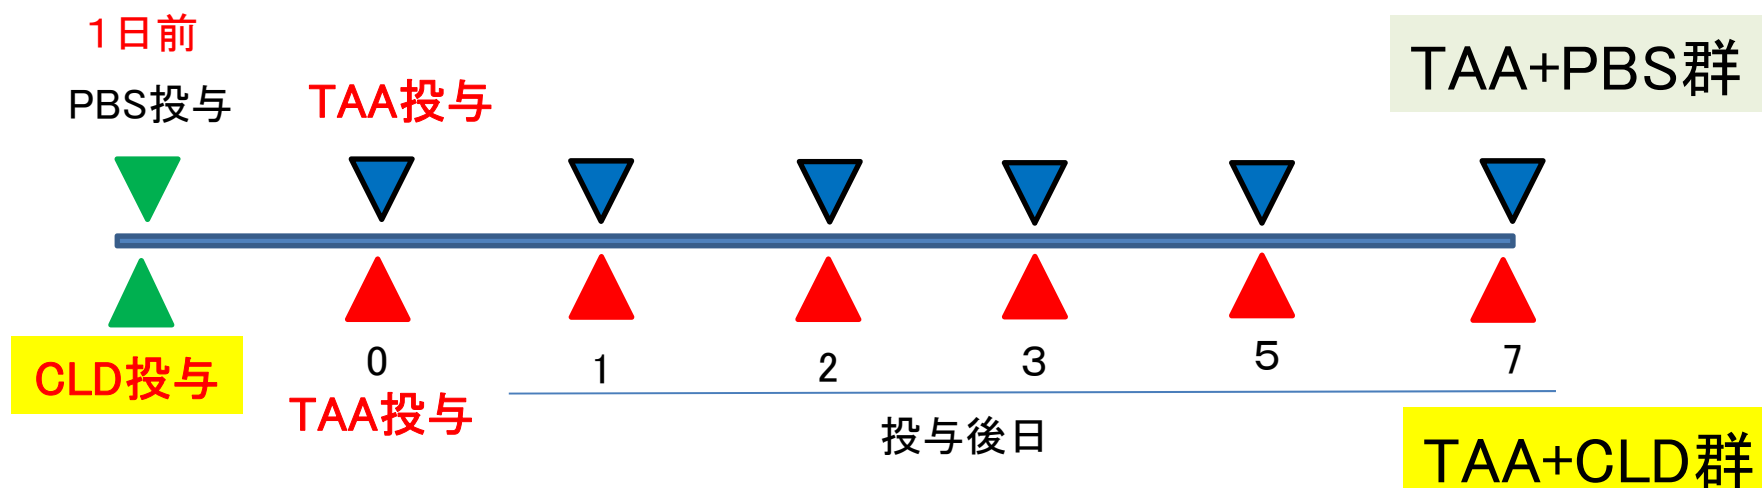 １日前
PBS投与
TAA投与
TAA+PBS群
CLD投与
0
1
2
3
5
7
TAA投与
投与後日
TAA+CLD群